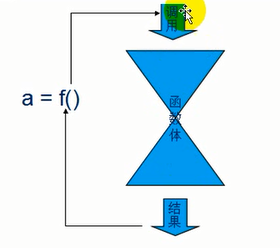 调用
a = f()
函数体
结果